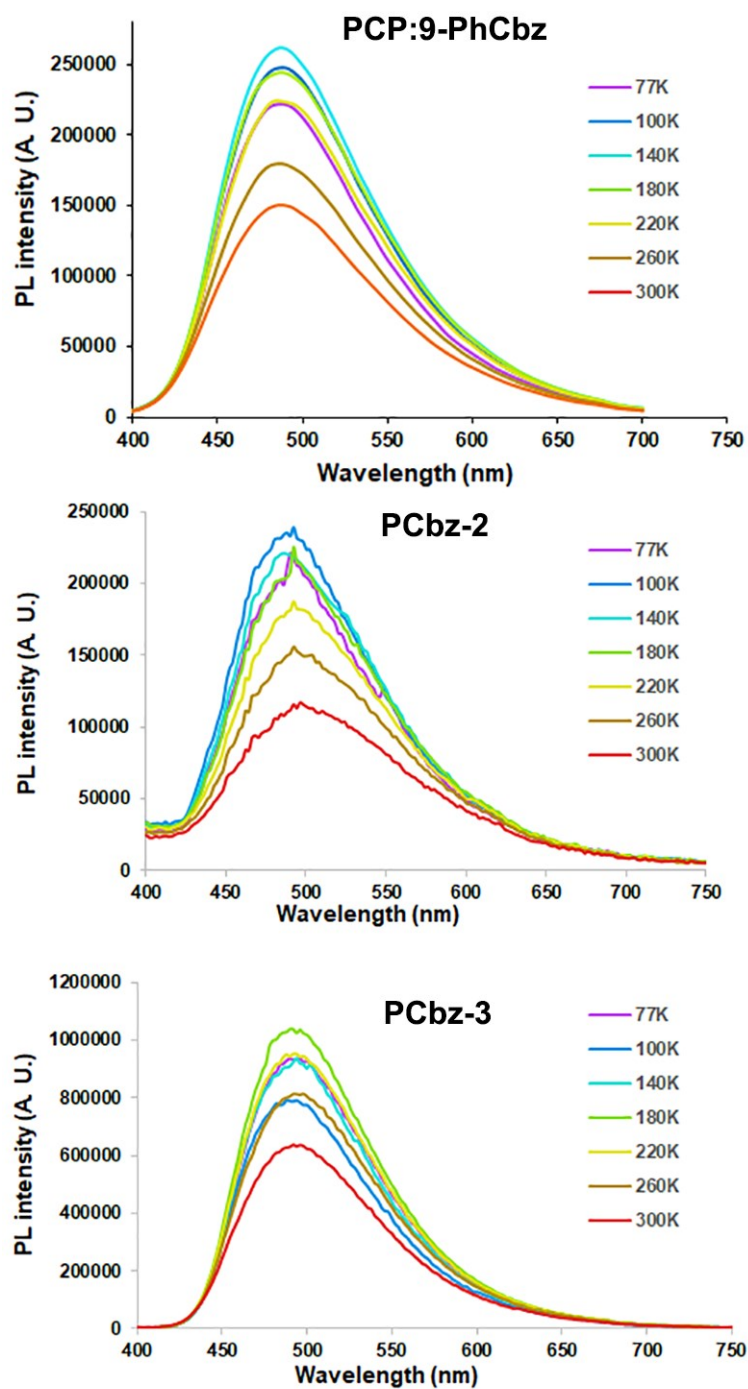 PCP:9-PhCbz
PL intensity (A. U.)
250000
200000
150000
100000
50000
0
77K
100K
140K
180K
220K
260K
300K
400 450 500 550 600 650 700 750
Wavelength (nm)
PCbz-2
PL intensity (A. U.)
250000
200000
150000
100000
50000
0
77K
100K
140K
180K
220K
260K
300K
400 450 500 550 600 650 700 750
Wavelength (nm)
PCbz-3
PL intensity (A. U.)
1200000
1000000
800000
600000
400000
200000
0
77K
100K
140K
180K
220K
260K
300K
400 450 500 550 600 650 700 750
Wavelength (nm)